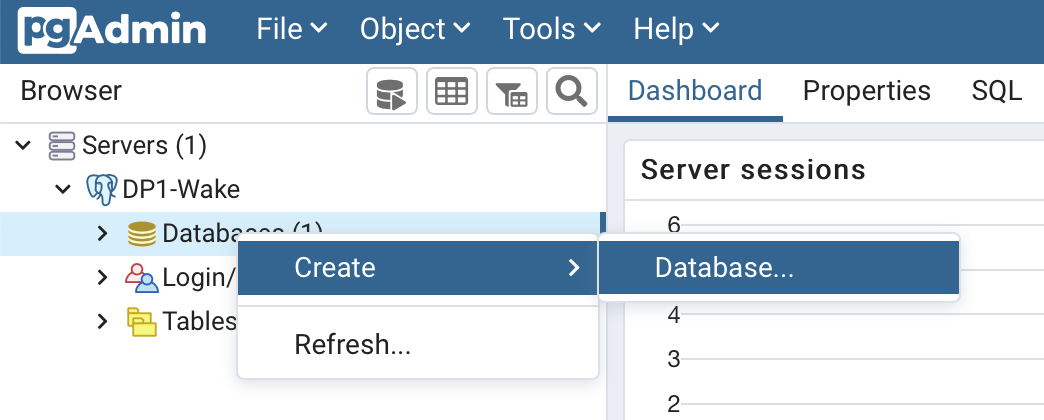 pgAdmin File Object Tools Help
Browser Dashboard Properties SQL
Servers (1)
Server sessions
DP1-Wake
Databases (1)
6
Create Database...
Login/
4
Tables
Refresh...
3
2